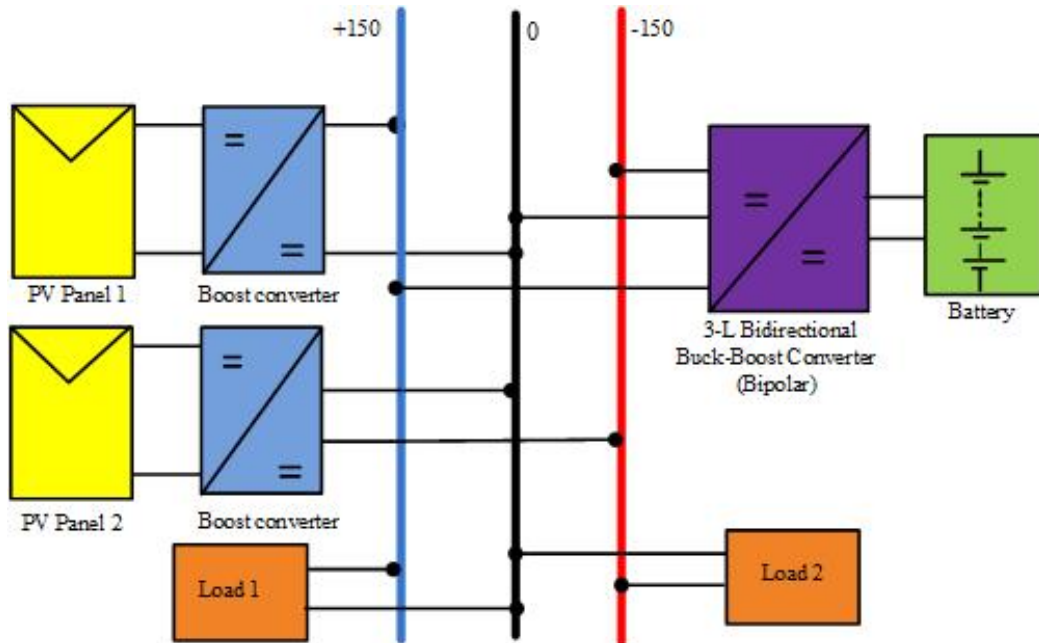 +150
0
-150
PV Panel 1
Boost converter
3-L Bidirectional
Buck-Boost Converter
(Bipolar)
Battery
PV Panel 2
Boost converter
Load 1
Load 2